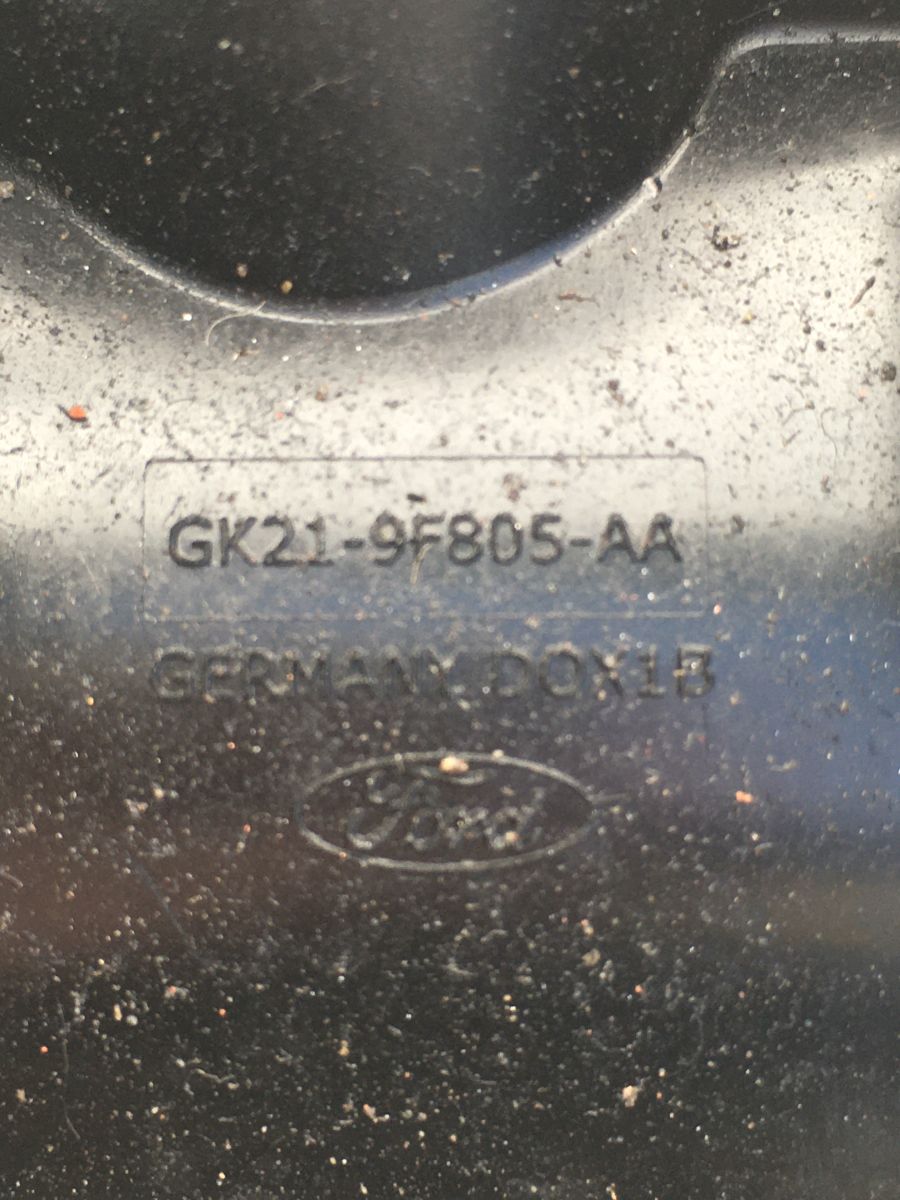 GK21-9F805-AA
GERMANY DOX1B
Ford